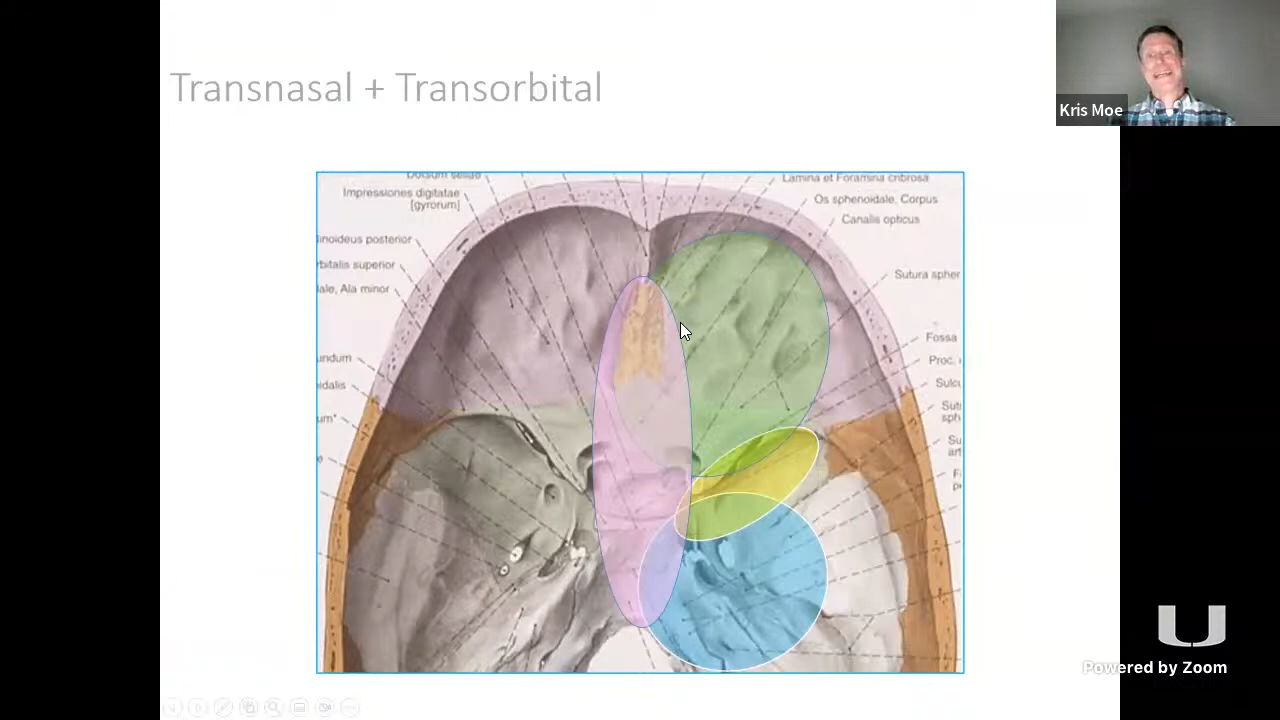 Transnasal + Transorbital
Kris Moe
Dorsum sellae
Impressiones digitatae
[gyrorum]
inoideus posterior
rbitalis superior
ale, Ala minor
undum
idalis
um*
Lamina et Foramina cribrosa
Os sphenoidale, Corpus
Canalis opticus
Sutura spher
Fossa
Proc.
Sulc
Sut
sph
Su
art
F
p
U
Powered by Zoom